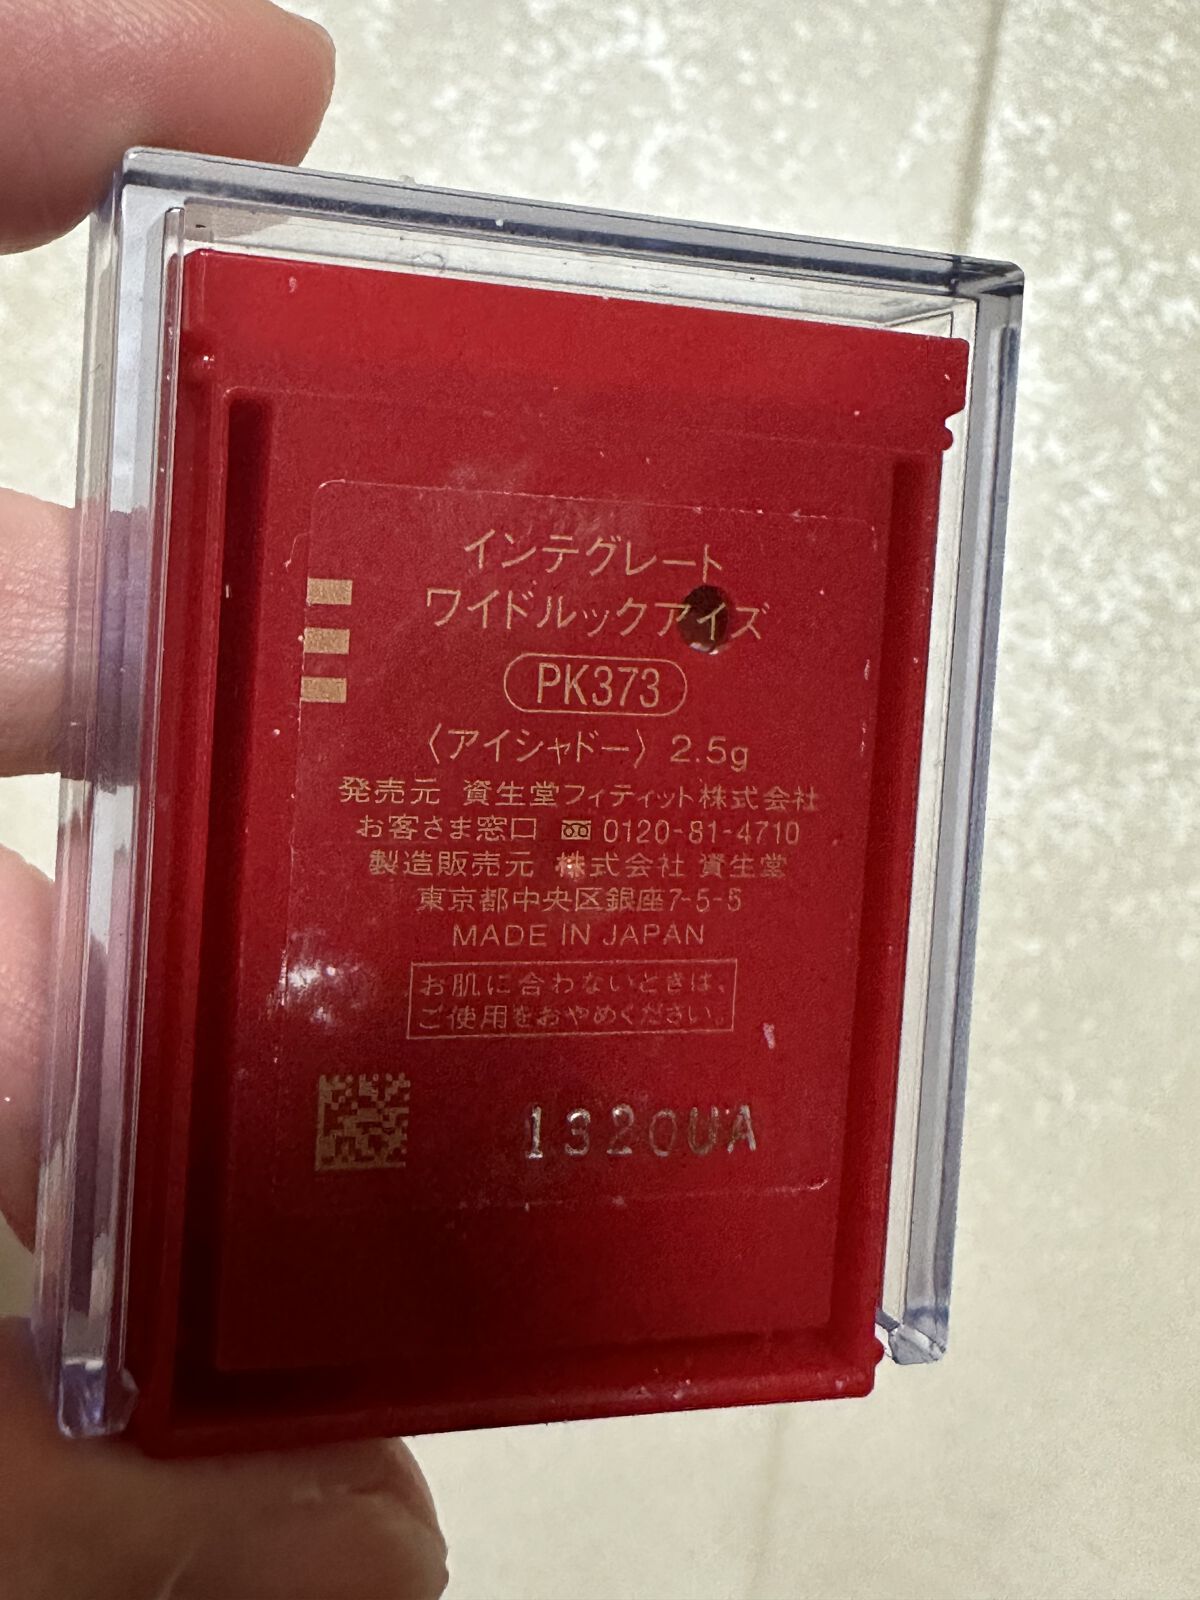 インテグレート
ワイドルックアイズ
PK373
〈アイシャドー〉 2.5g
発売元 資生堂フィティット株式会社
お客さま窓口 0120-81-4710
製造販売元 株式会社 資生堂
東京都中央区銀座7-5-5
MADE IN JAPAN
お肌に合わないときは、
ご使用をおやめください。
1320UA